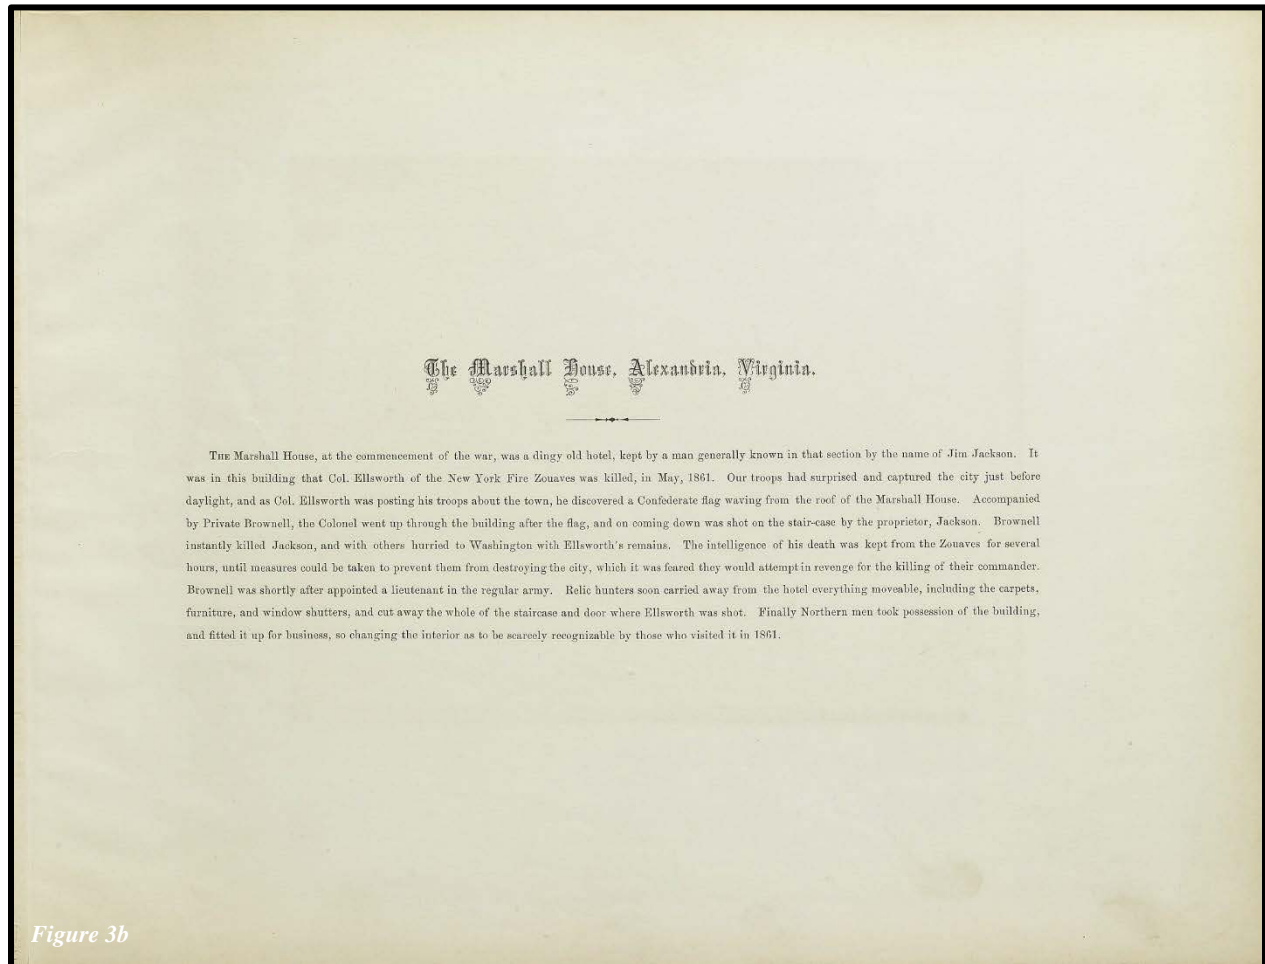 The Marshall House, Alexandria, Virginia.
THE Marshall House, at the commencement of the war, was a dingy old hotel, kept by a man generally known in that section by the name of Jim Jackson. It
was in this building that Col. Ellsworth of the New York Fire Zouaves was killed, in May, 1861. Our troops had surprised and captured the city just before
daylight, and as Col. Ellsworth was posting his troops about the town, he discovered a Confederate flag waving from the roof of the Marshall House. Accompanied
by Private Brownell, the Colonel went up through the building after the flag, and on coming down was shot on the stair-case by the proprietor, Jackson. Brownell
instantly killed Jackson, and with others hurried to Washington with Ellsworth's remains. The intelligence of his death was kept from the Zouaves for several
hours, until measures could be taken to prevent them from destroying the city, which it was feared they would attempt in revenge for the killing of their commander.
Brownell was shortly after appointed a lieutenant in the regular army. Relic hunters soon carried away from the hotel everything moveable, including the carpets,
furniture, and window shutters, and cut away the whole of the staircase and door where Ellsworth was shot. Finally Northern men took possession of the building,
and fitted it up for business, so changing the interior as to be scarcely recognizable by those who visited it in 1861.
Figure 3b